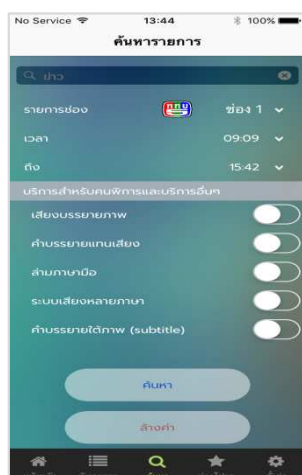 No Service 13:44 100%
ค้นหารายการ
ข่าว
รายการช่อง ช่อง 1
เวลา 09:09
ถึง 15:42
บริการสำหรับคนพิการและบริการอื่นๆ
เสียงบรรยายภาพ
คำบรรยายแทนเสียง
ล่ามภาษามือ
ระบบเสียงหลายภาษา
คำบรรยายใต้ภาพ (subtitle)
ค้นหา
ล้างค่า